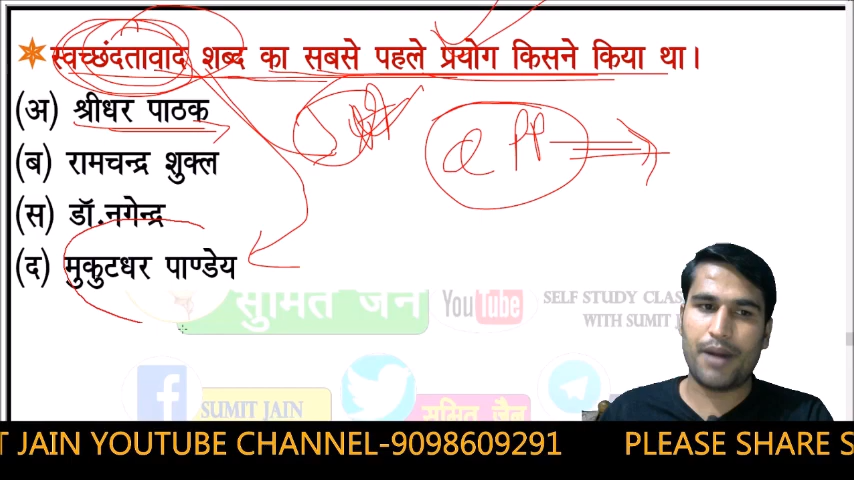 स्वच्छंदतावाद शब्द का सबसे पहले प्रयोग किसने किया था।
(अ) श्रीधर पाठक
(ब) रामचन्द्र शुक्ल
(स) डॉ.नगेन्द्र
(द) मुकुटधर पाण्डेय
सुमित जैन
YouTube
SELF STUDY CLAS
WITH SUMIT
SUMIT JAIN
सुमित जैन
T JAIN YOUTUBE CHANNEL-9098609291 PLEASE SHARE S